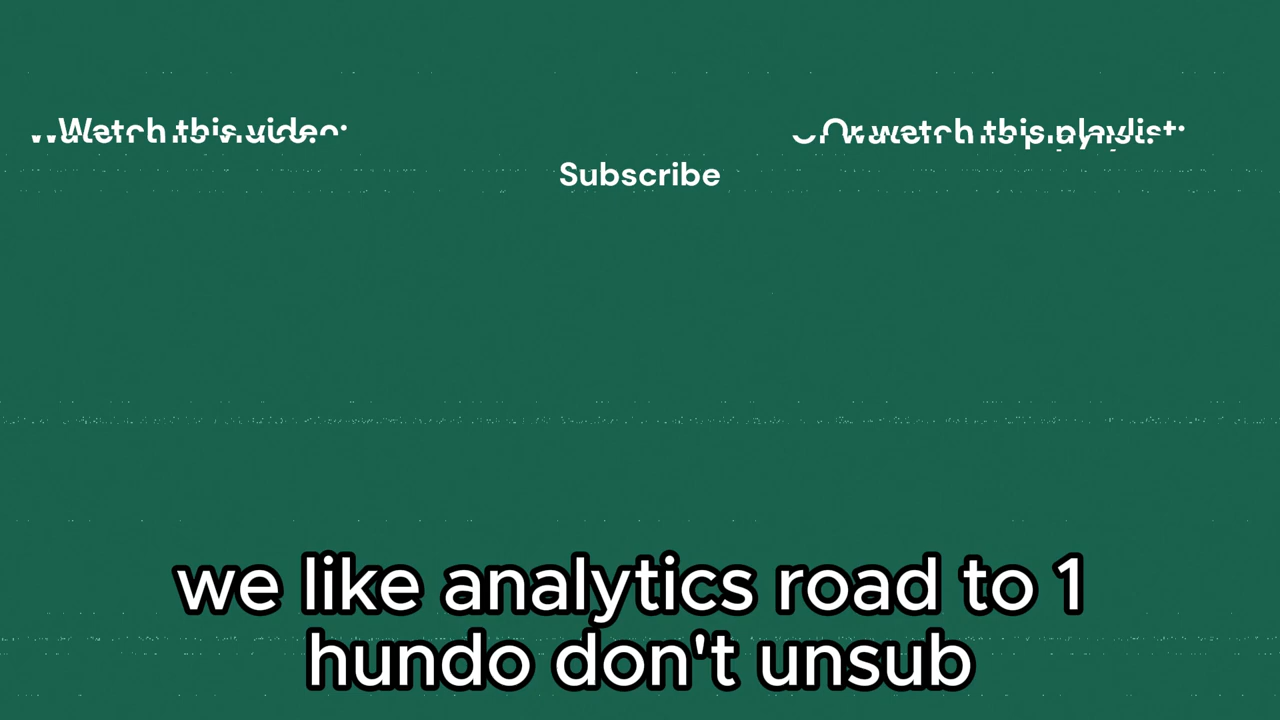 Watch this video:
Or watch this playlist:
Subscribe
we like analytics road to 1
hundo don't unsub